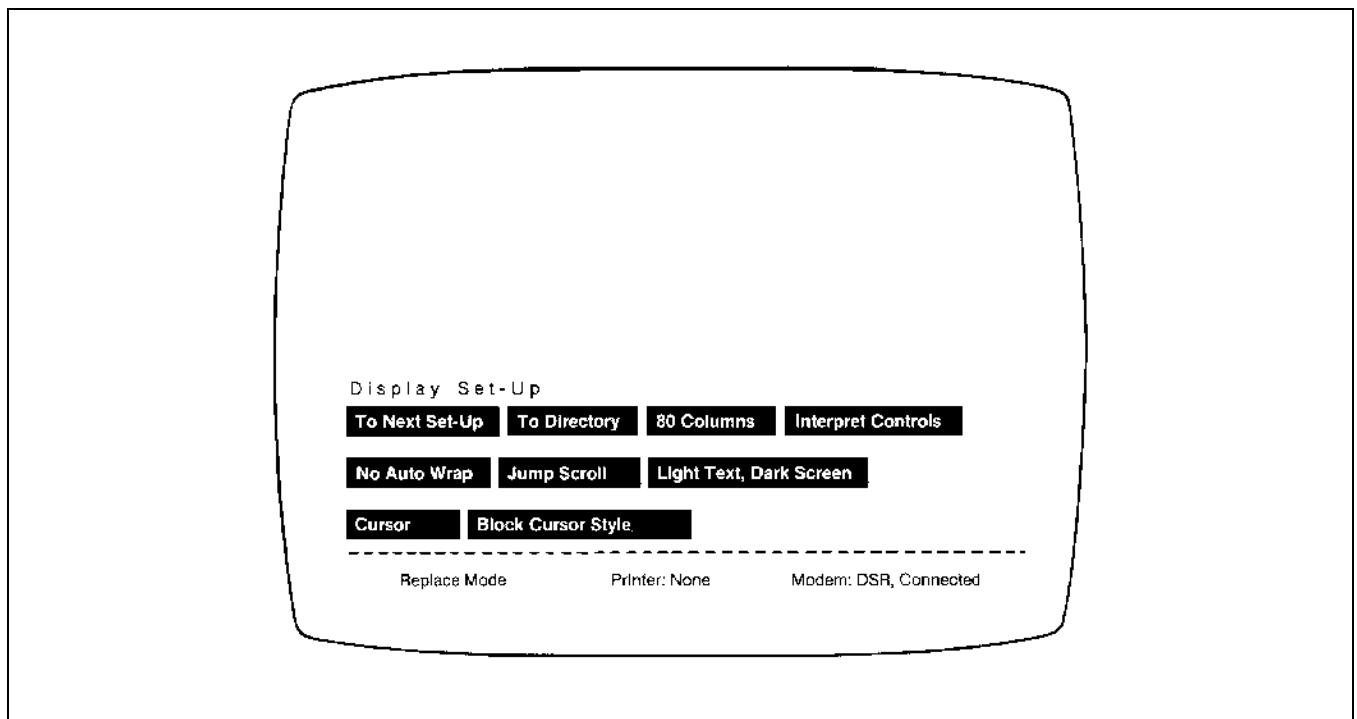 Display Set-Up
To Next Set-Up To Directory 80 Columns Interpret Controls
No Auto Wrap Jump Scroll Light Text, Dark Screen
Cursor Block Cursor Style
Replace Mode Printer: None Modem: DSR, Connected